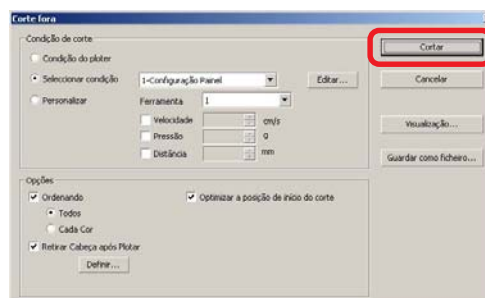 Corte fora
Condição de corte
Condição do ploter
Seleccionar condição 1-Configuração Painel Editar...
Personalizar Ferramenta 1
Velocidade cm/s
Pressão g
Distância mm
Opções
Ordenando Optimizar a posição de início do corte
Todos
Cada Cor
Retirar Cabeça após Plotar
Definir...
Cortar
Cancelar
Visualização...
Guardar como ficheiro...